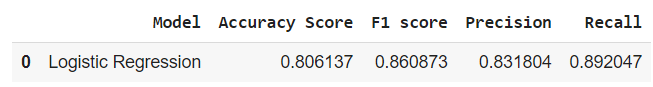 Model Accuracy Score F1 score Precision Recall
0 Logistic Regression 0.806137 0.860873 0.831804 0.892047